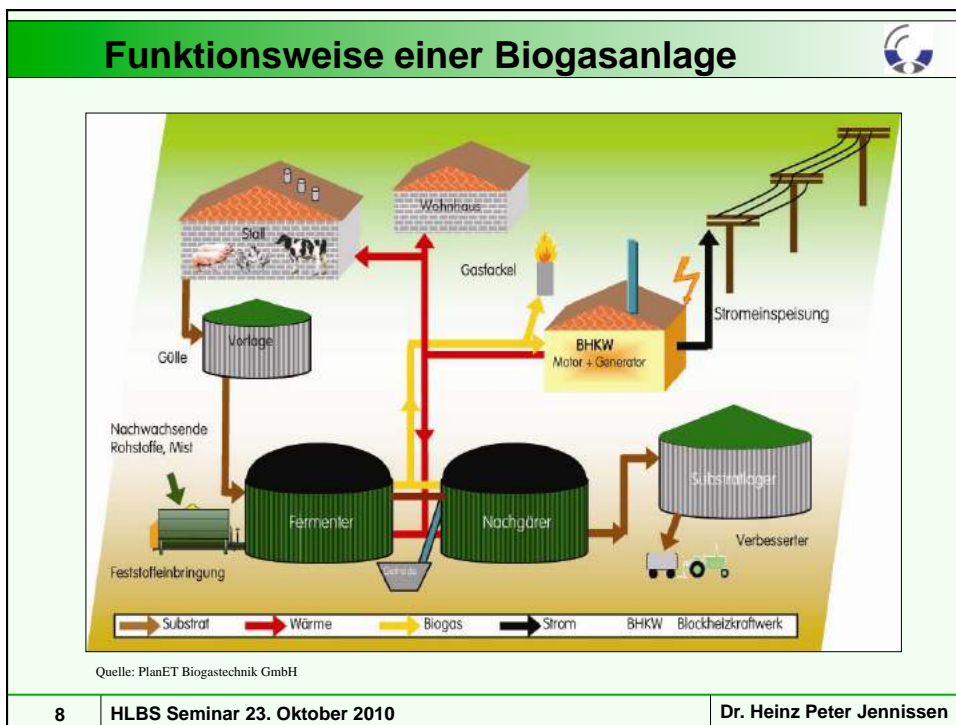 Funktionsweise einer Biogasanlage
Wohnhaus
Stall
Gasfackel
Stromeinspeisung
Vorlage
Gülle
BHKW
Motor + Generator
Nachwachsende
Rohstoffe, Mist
Substratlager
Fermenter
Nachgärer
Verbesserter
Feststoffeinbringung
Getreide
Substrat
Wärme
Biogas
Strom
BHKW Blockheizkraftwerk
Quelle: PlanET Biogastechnik GmbH
8
HLBS Seminar 23. Oktober 2010
Dr. Heinz Peter Jennissen